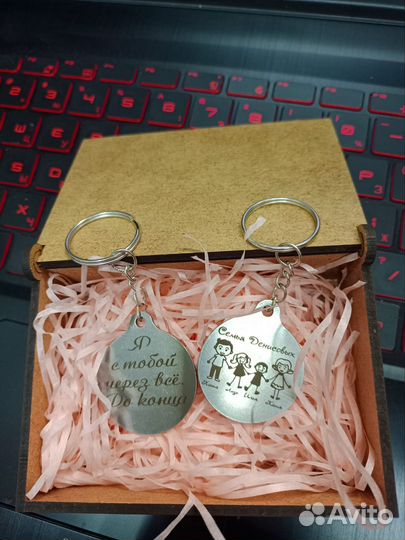 Я
с тобой
через всё.
До конца
Семья Денисовых
Avito